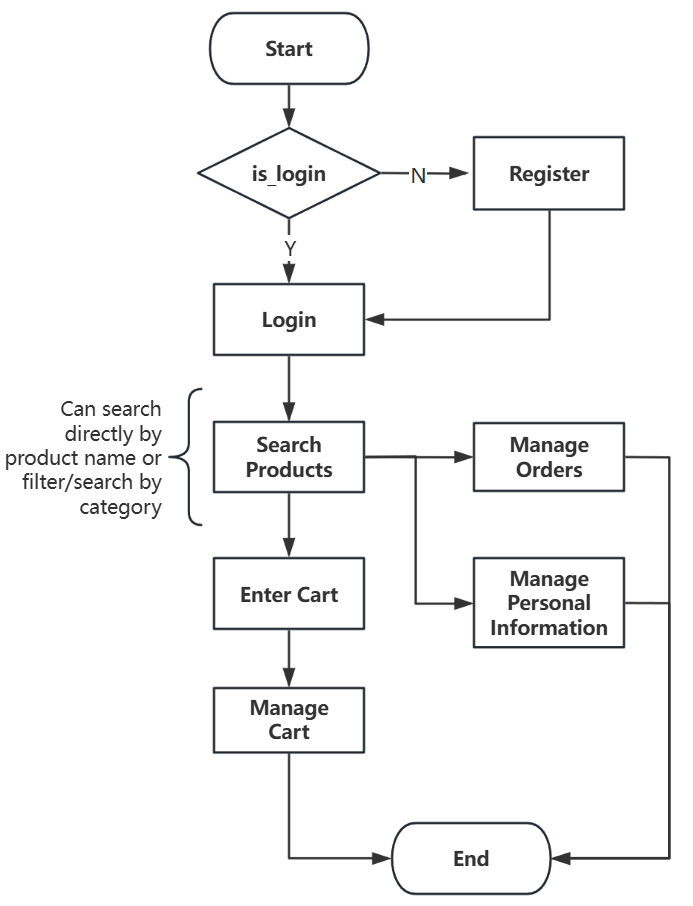 Start
is_login
N
Register
Y
Login
Can search
directly by
product name or
filter/search by
category
Search
Products
Manage
Orders
Enter Cart
Manage
Personal
Information
Manage
Cart
End